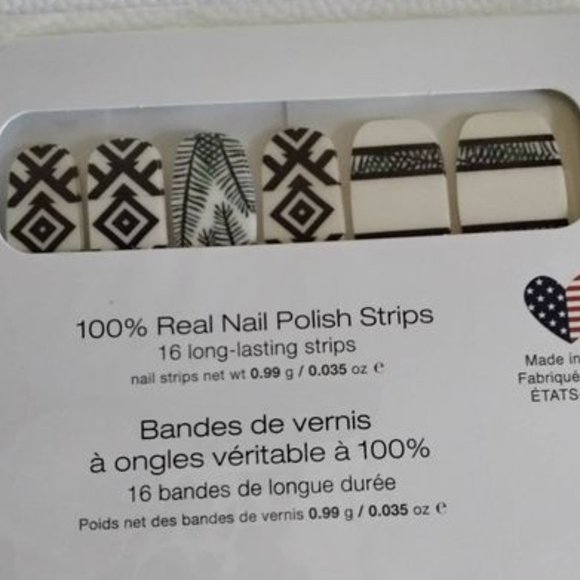 100% Real Nail Polish Strips
16 long-lasting strips
nail strips net wt 0.99 g / 0.035 oz ℮
Made in
Fabriqué
ÉTATS
Bandes de vernis
à ongles véritable à 100%
16 bandes de longue durée
Poids net des bandes de vernis 0.99 g / 0.035 oz ℮